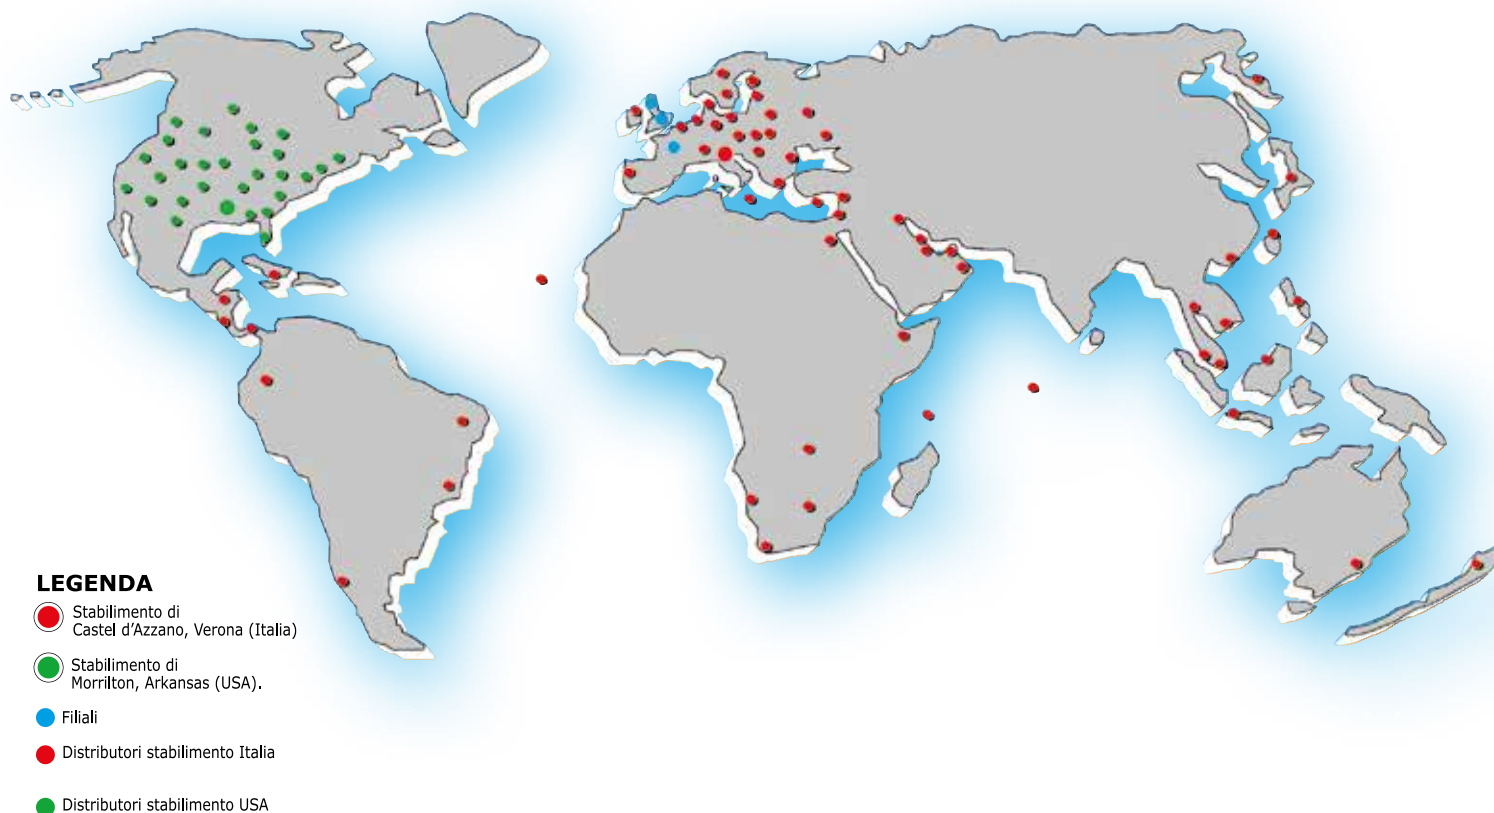 LEGENDA
Stabilimento di
Castel d'Azzano, Verona (Italia)
Stabilimento di
Morrilton, Arkansas (USA).
Filiali
Distributori stabilimento Italia
Distributori stabilimento USA